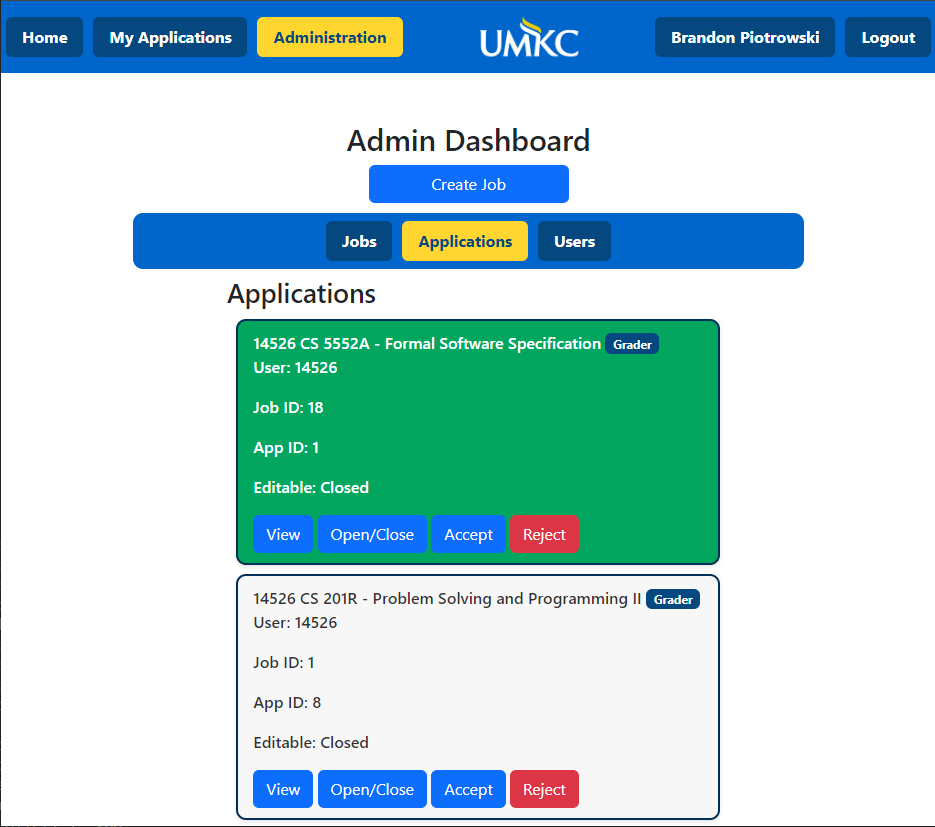 Home My Applications Administration UMKC Brandon Piotrowski Logout
Admin Dashboard
Create Job
Jobs Applications Users
Applications
14526 CS 5552A - Formal Software Specification Grader
User: 14526
Job ID: 18
App ID: 1
Editable: Closed
View Open/Close Accept Reject
14526 CS 201R - Problem Solving and Programming II Grader
User: 14526
Job ID: 1
App ID: 8
Editable: Closed
View Open/Close Accept Reject